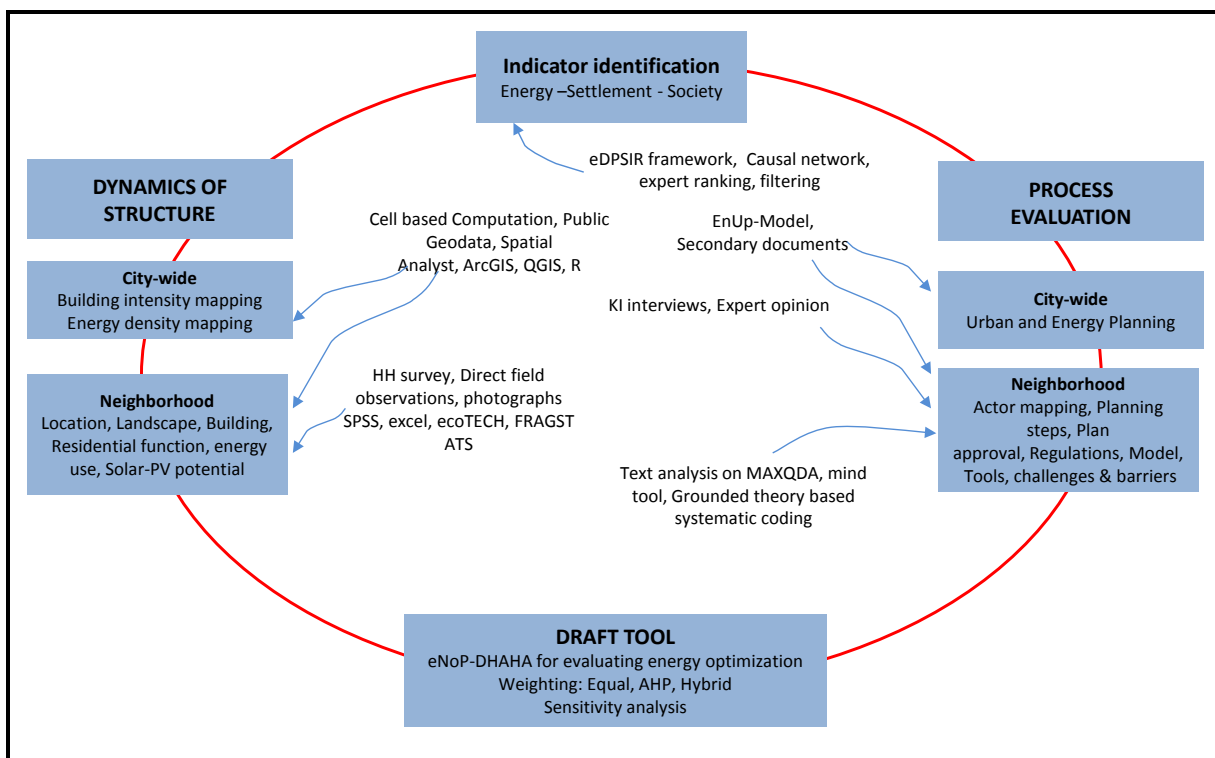 Indicator identification
Energy –Settlement - Society
eDPSIR framework,  Causal network,
expert ranking, filtering
DYNAMICS OF
STRUCTURE
Cell based Computation, Public
Geodata, Spatial
Analyst, ArcGIS, QGIS, R
City-wide
Building intensity mapping
Energy density mapping
Neighborhood
Location, Landscape, Building,
Residential function, energy
use, Solar-PV potential
HH survey, Direct field
observations, photographs
SPSS, excel, ecoTECH, FRAGST
ATS
PROCESS
EVALUATION
EnUp-Model,
Secondary documents
City-wide
Urban and Energy Planning
KI interviews, Expert opinion
Neighborhood
Actor mapping, Planning
steps, Plan
approval, Regulations, Model,
Tools, challenges & barriers
Text analysis on MAXQDA, mind
tool, Grounded theory based
systematic coding
DRAFT TOOL
eNoP-DHAHA for evaluating energy optimization
Weighting: Equal, AHP, Hybrid
Sensitivity analysis